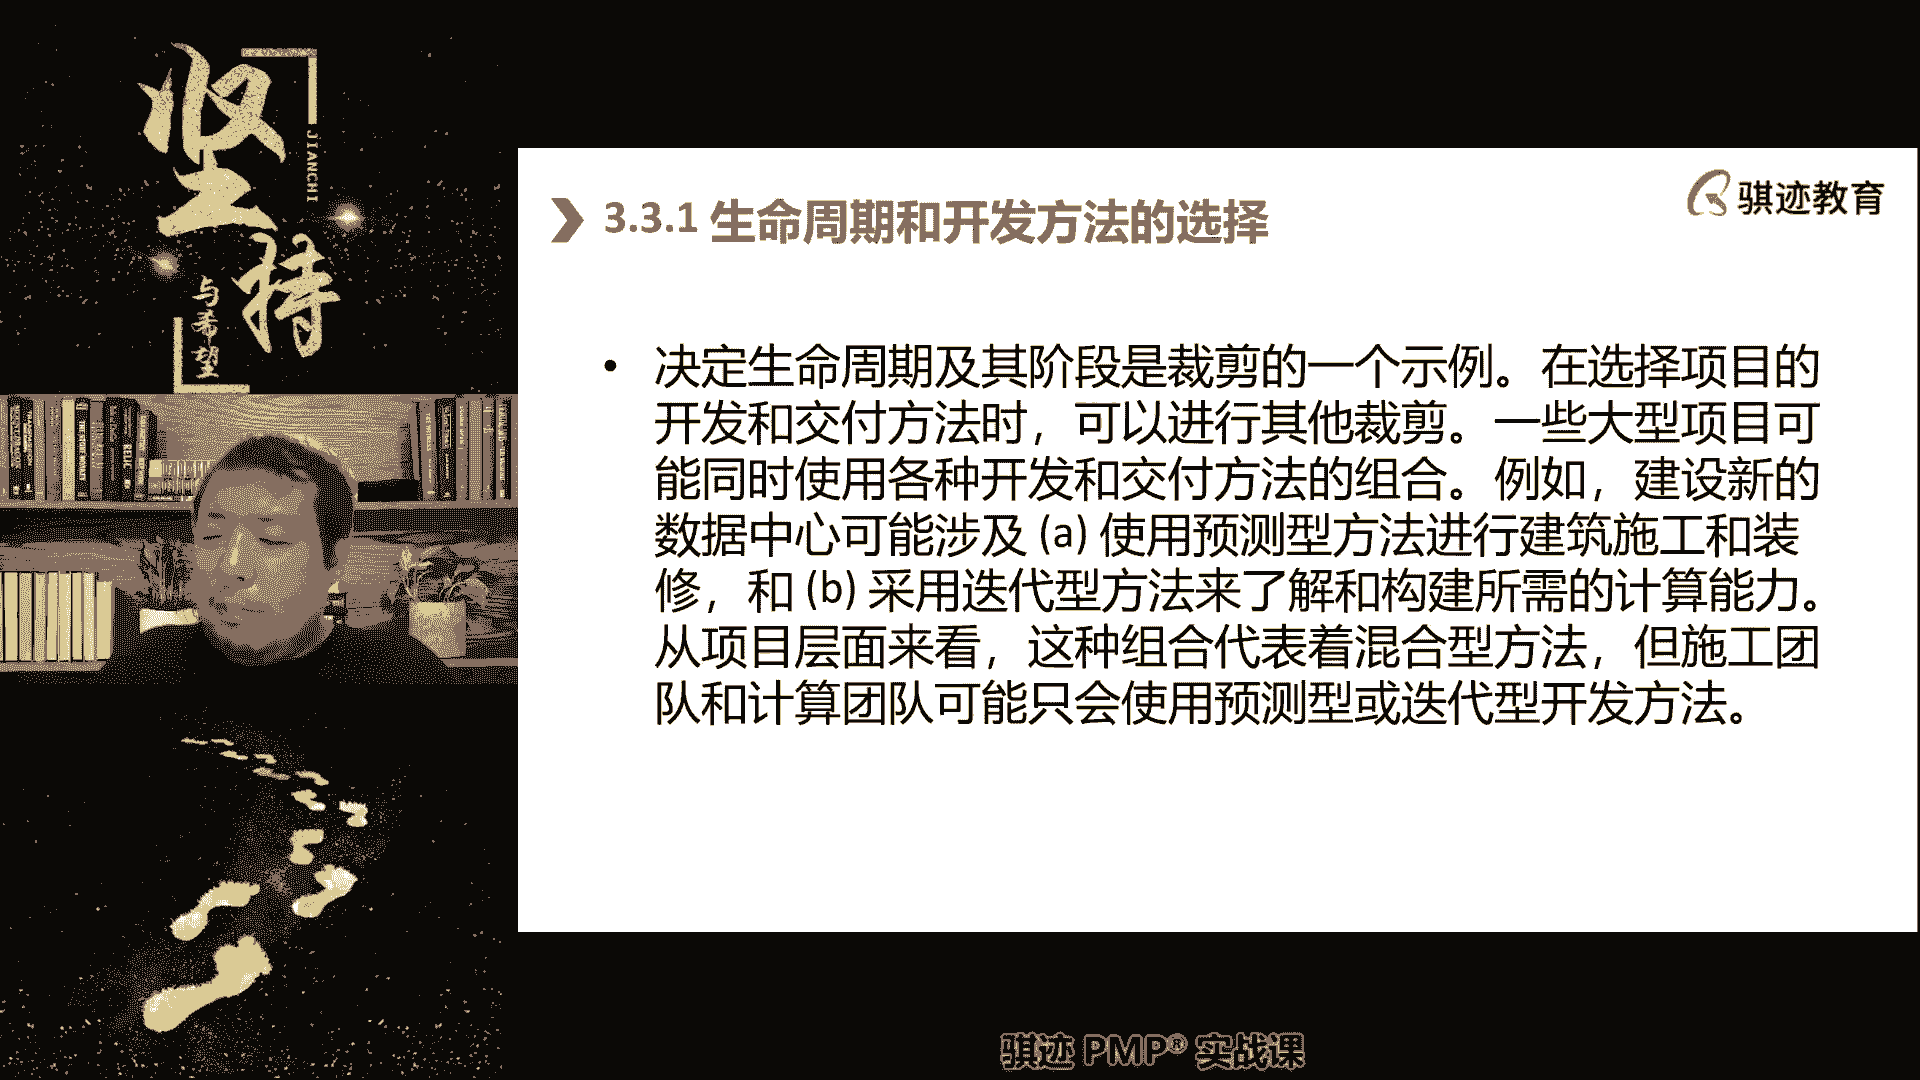 坚持
JIANCHI
与希望
骐迹教育
3.3.1 生命周期和开发方法的选择
• 决定生命周期及其阶段是裁剪的一个示例。在选择项目的
开发和交付方法时，可以进行其他裁剪。一些大型项目可
能同时使用各种开发和交付方法的组合。例如，建设新的
数据中心可能涉及 (a) 使用预测型方法进行建筑施工和装
修，和 (b) 采用迭代型方法来了解和构建所需的计算能力。
从项目层面来看，这种组合代表着混合型方法，但施工团
队和计算团队可能只会使用预测型或迭代型开发方法。
骐迹 PMP® 实战课